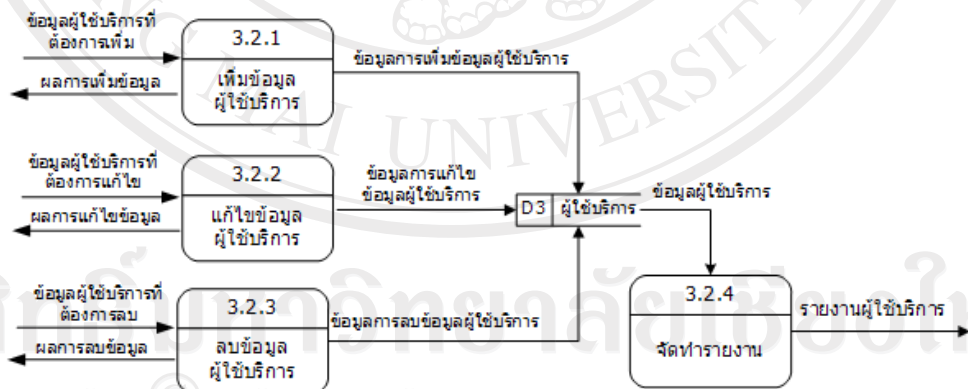 ข้อมูลผู้ใช้บริการที่
ต้องการเพิ่ม
ผลการเพิ่มข้อมูล
3.2.1
เพิ่มข้อมูล
ผู้ใช้บริการ
ข้อมูลการเพิ่มข้อมูลผู้ใช้บริการ
MAI UNIVERSI
ข้อมูลผู้ใช้บริการที่
ต้องการแก้ไข
ผลการแก้ไขข้อมูล
3.2.2
แก้ไขข้อมูล
ผู้ใช้บริการ
ข้อมูลการแก้ไข
ข้อมูลผู้ใช้บริการ
D3 ผู้ใช้บริการ
ข้อมูลผู้ใช้บริการ
ข้อมูลผู้ใช้บริการที่
ต้องการลบ
ผลการลบข้อมูล
3.2.3
ลบข้อมูล
ผู้ใช้บริการ
ข้อมูลการลบข้อมูลผู้ใช้บริการ
3.2.4
จัดทำรายงาน
รายงานผู้ใช้บริการ